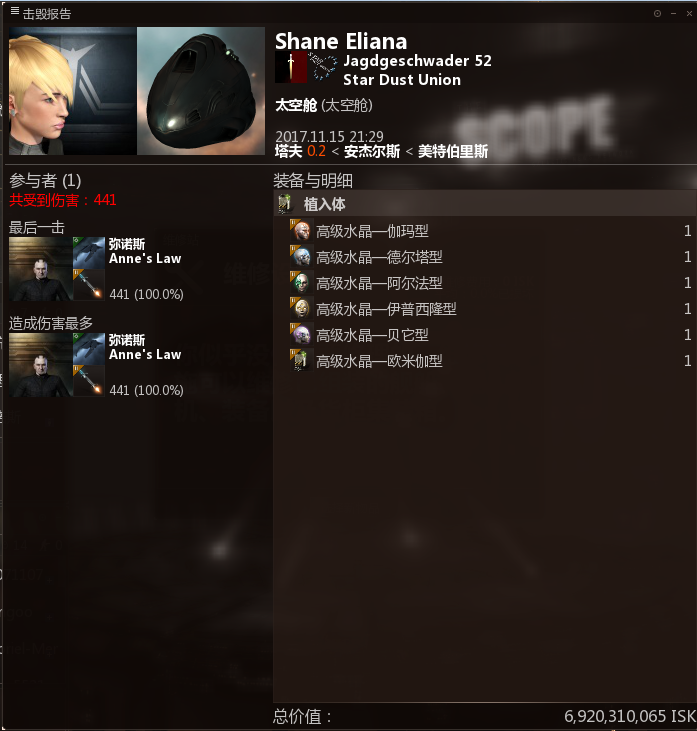 击毁报告
Shane Eliana
Jagdgeschwader 52
Star Dust Union
太空舱 (太空舱)
2017.11.15 21:29
塔夫 0.2 < 安杰尔斯 < 美特伯里斯
SCOPE
参与者 (1)
共受到伤害：441
最后一击
弥诺斯
Anne's Law
441 (100.0%)
造成伤害最多
弥诺斯
Anne's Law
441 (100.0%)
装备与明细
植入体
高级水晶—伽玛型 1
高级水晶—德尔塔型 1
高级水晶—阿尔法型 1
高级水晶—伊普西隆型 1
高级水晶—贝它型 1
高级水晶—欧米伽型 1
总价值： 6,920,310,065 ISK